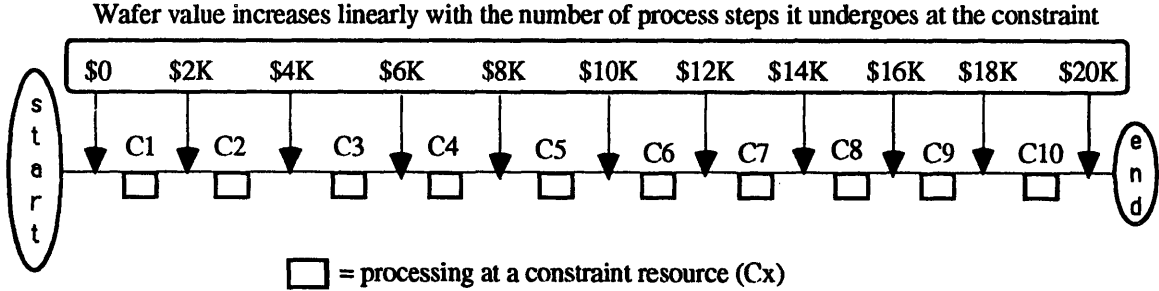 Wafer value increases linearly with the number of process steps it undergoes at the constraint
$0 $2K $4K $6K $8K $10K $12K $14K $16K $18K $20K
start
C1 C2 C3 C4 C5 C6 C7 C8 C9 C10
end
= processing at a constraint resource (Cx)